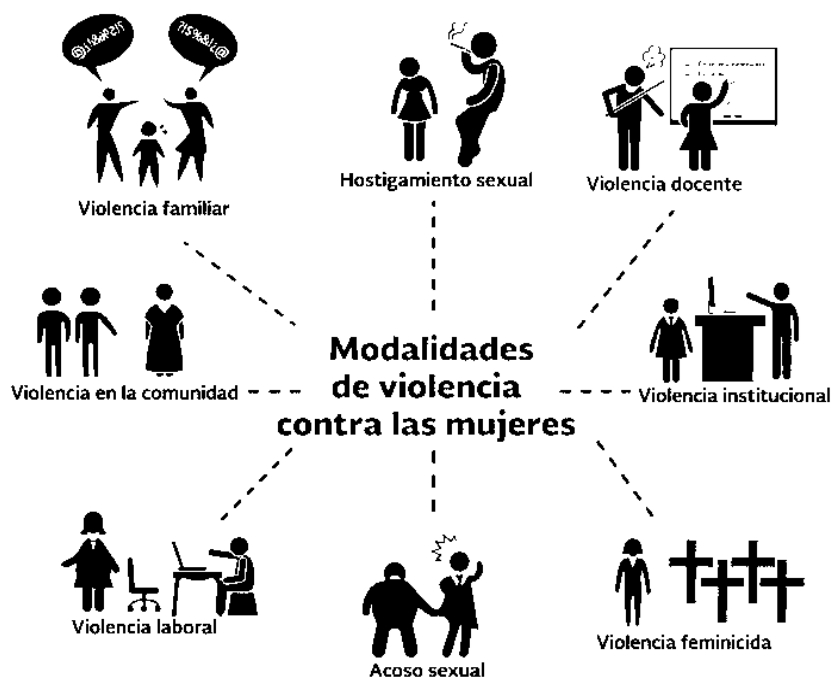 Hostigamiento sexual
Violencia docente
Violencia familiar
Modalidades
de violencia
contra las mujeres
Violencia en la comunidad
Violencia institucional
Violencia laboral
Acoso sexual
Violencia feminicida